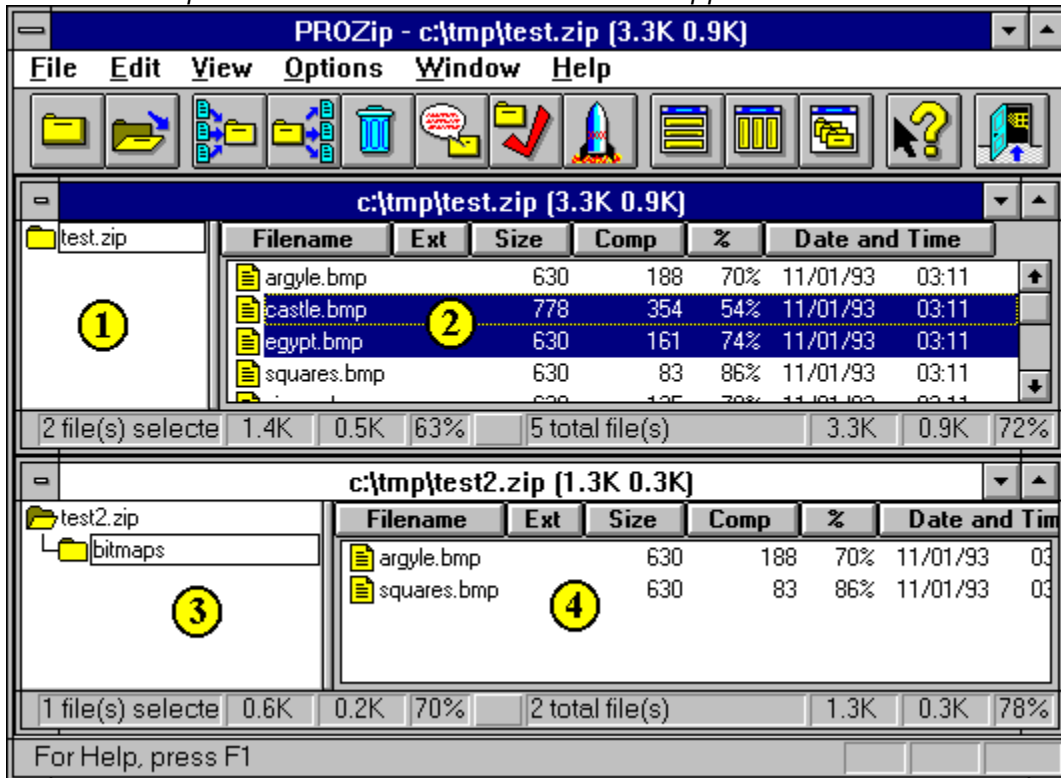 PROZip - c:\tmp\test.zip (3.3K 0.9K)
File Edit View Options Window Help
c:\tmp\test.zip (3.3K 0.9K)
test.zip Filename Ext Size Comp % Date and Time
argyle.bmp 630 188 70% 11/01/93 03:11
1 castle.bmp 2 778 354 54% 11/01/93 03:11
egypt.bmp 630 161 74% 11/01/93 03:11
squares.bmp 630 83 86% 11/01/93 03:11
2 file(s) selecte 1.4K 0.5K 63% 5 total file(s) 3.3K 0.9K 72%
c:\tmp\test2.zip (1.3K 0.3K)
test2.zip Filename Ext Size Comp % Date and Tim
bitmaps argyle.bmp 630 188 70% 11/01/93 03
squares.bmp 630 83 86% 11/01/93 03
3 4
1 file(s) selecte 0.6K 0.2K 70% 2 total file(s) 1.3K 0.3K 78%
For Help, press F1